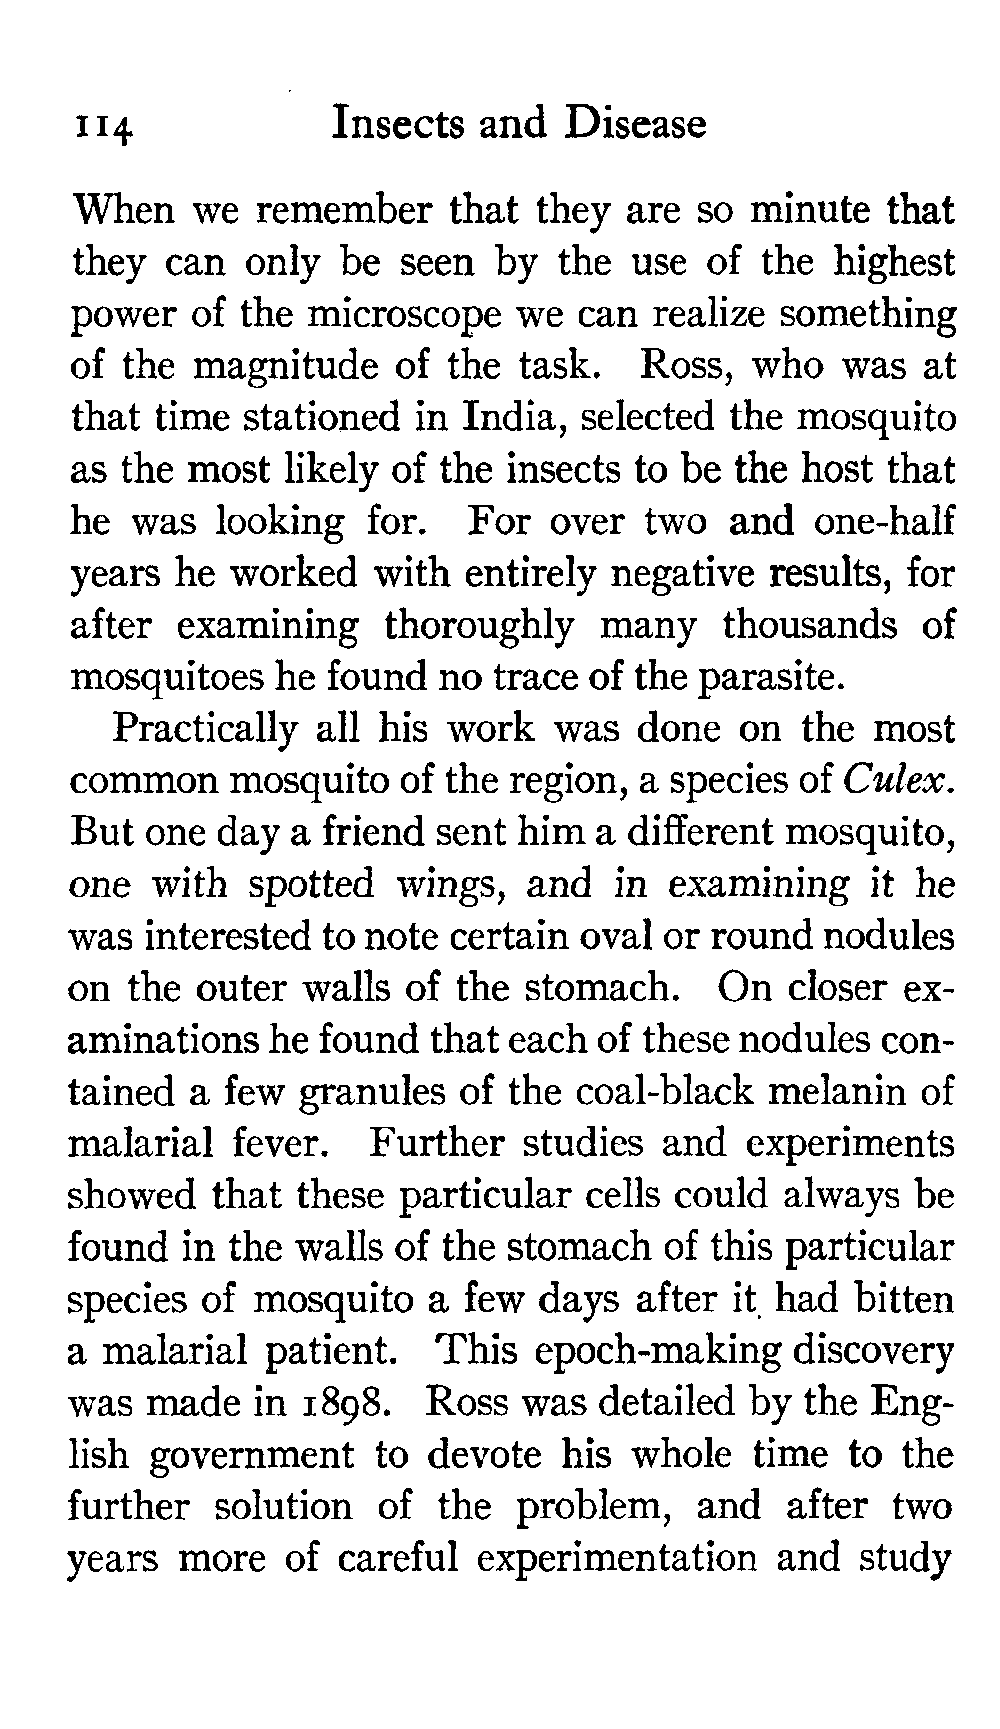 114 Insects and Disease
When we remember that they are so minute that
they can only be seen by the use of the highest
power of the microscope we can realize something
of the magnitude of the task. Ross, who was at
that time stationed in India, selected the mosquito
as the most likely of the insects to be the host that
he was looking for. For over two and one-half
years he worked with entirely negative results, for
after examining thoroughly many thousands of
mosquitoes he found no trace of the parasite.
Practically all his work was done on the most
common mosquito of the region, a species of Culex.
But one day a friend sent him a different mosquito,
one with spotted wings, and in examining it he
was interested to note certain oval or round nodules
on the outer walls of the stomach. On closer ex-
aminations he found that each of these nodules con-
tained a few granules of the coal-black melanin of
malarial fever. Further studies and experiments
showed that these particular cells could always be
found in the walls of the stomach of this particular
species of mosquito a few days after it had bitten
a malarial patient. This epoch-making discovery
was made in 1898. Ross was detailed by the Eng-
lish government to devote his whole time to the
further solution of the problem, and after two
years more of careful experimentation and study